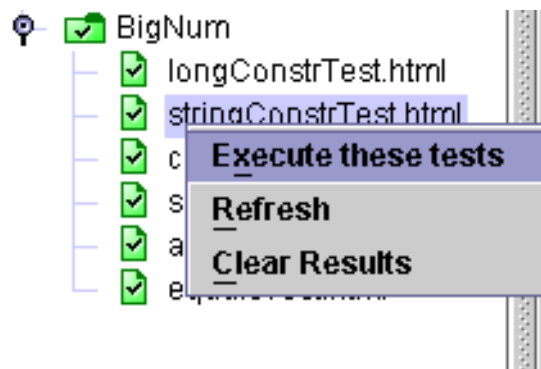 BigNum
longConstrTest.html
stringConstrTest.html
c
Execute these tests
s
Refresh
a
Clear Results